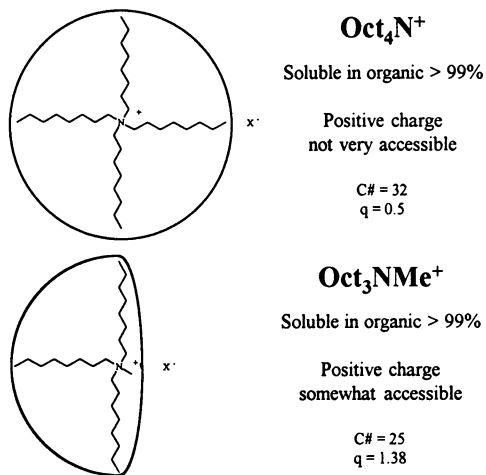 Oct₄N⁺
Soluble in organic > 99%
N
+
x⁻
Positive charge
not very accessible
C# = 32
q = 0.5
Oct₃NMe⁺
Soluble in organic > 99%
N
+
x⁻
Positive charge
somewhat accessible
C# = 25
q = 1.38